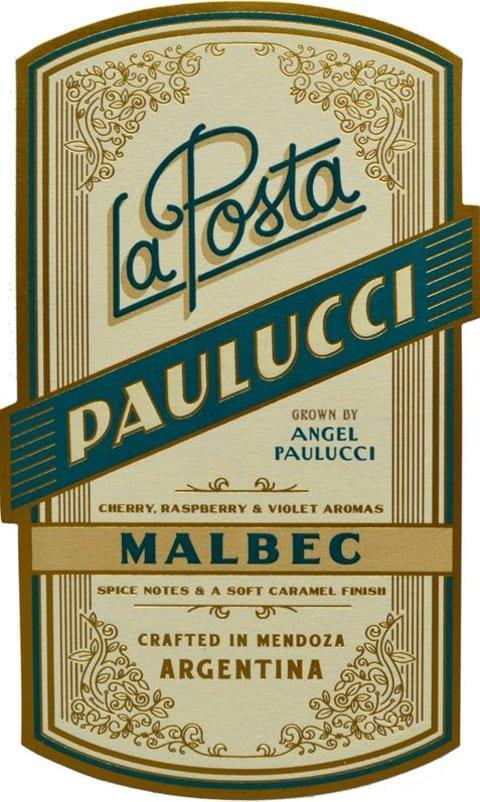 La Posta
PAULUCCI
GROWN BY
ANGEL
PAULUCCI
CHERRY, RASPBERRY & VIOLET AROMAS
MALBEC
SPICE NOTES & A SOFT CARAMEL FINISH
CRAFTED IN MENDOZA
ARGENTINA